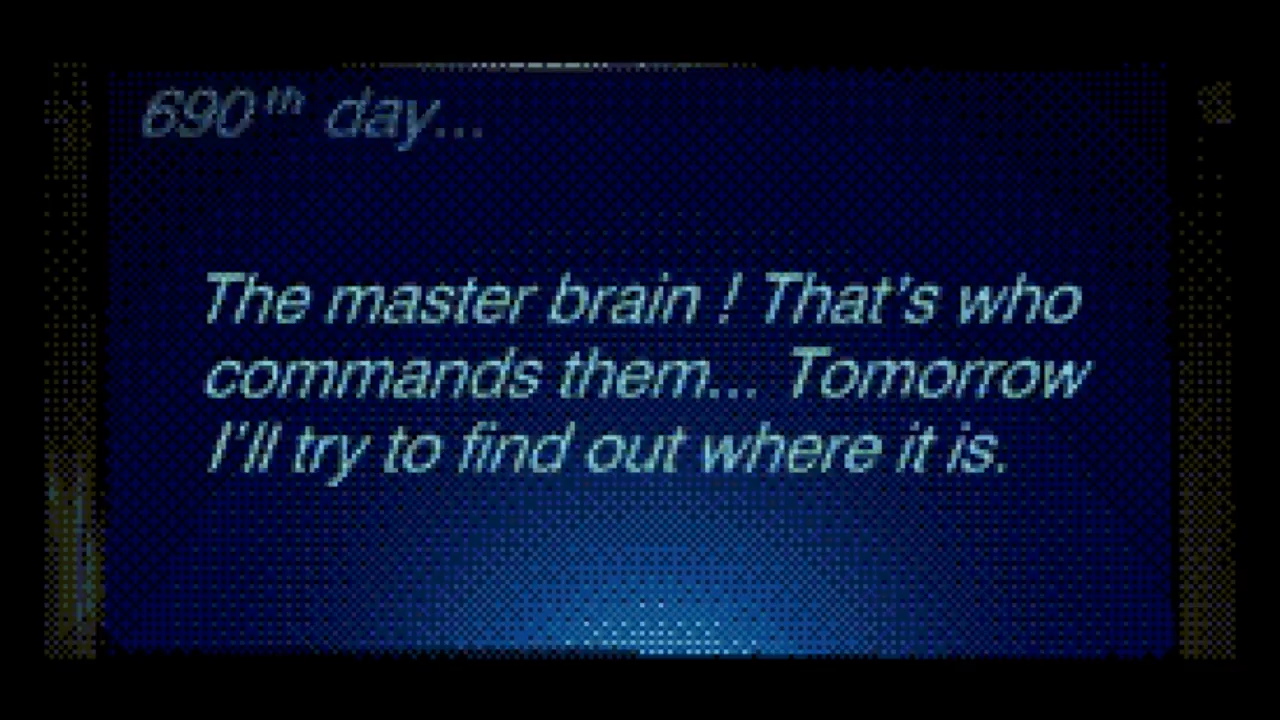 690th day...
The master brain ! That's who
commands them... Tomorrow
I'll try to find out where it is.